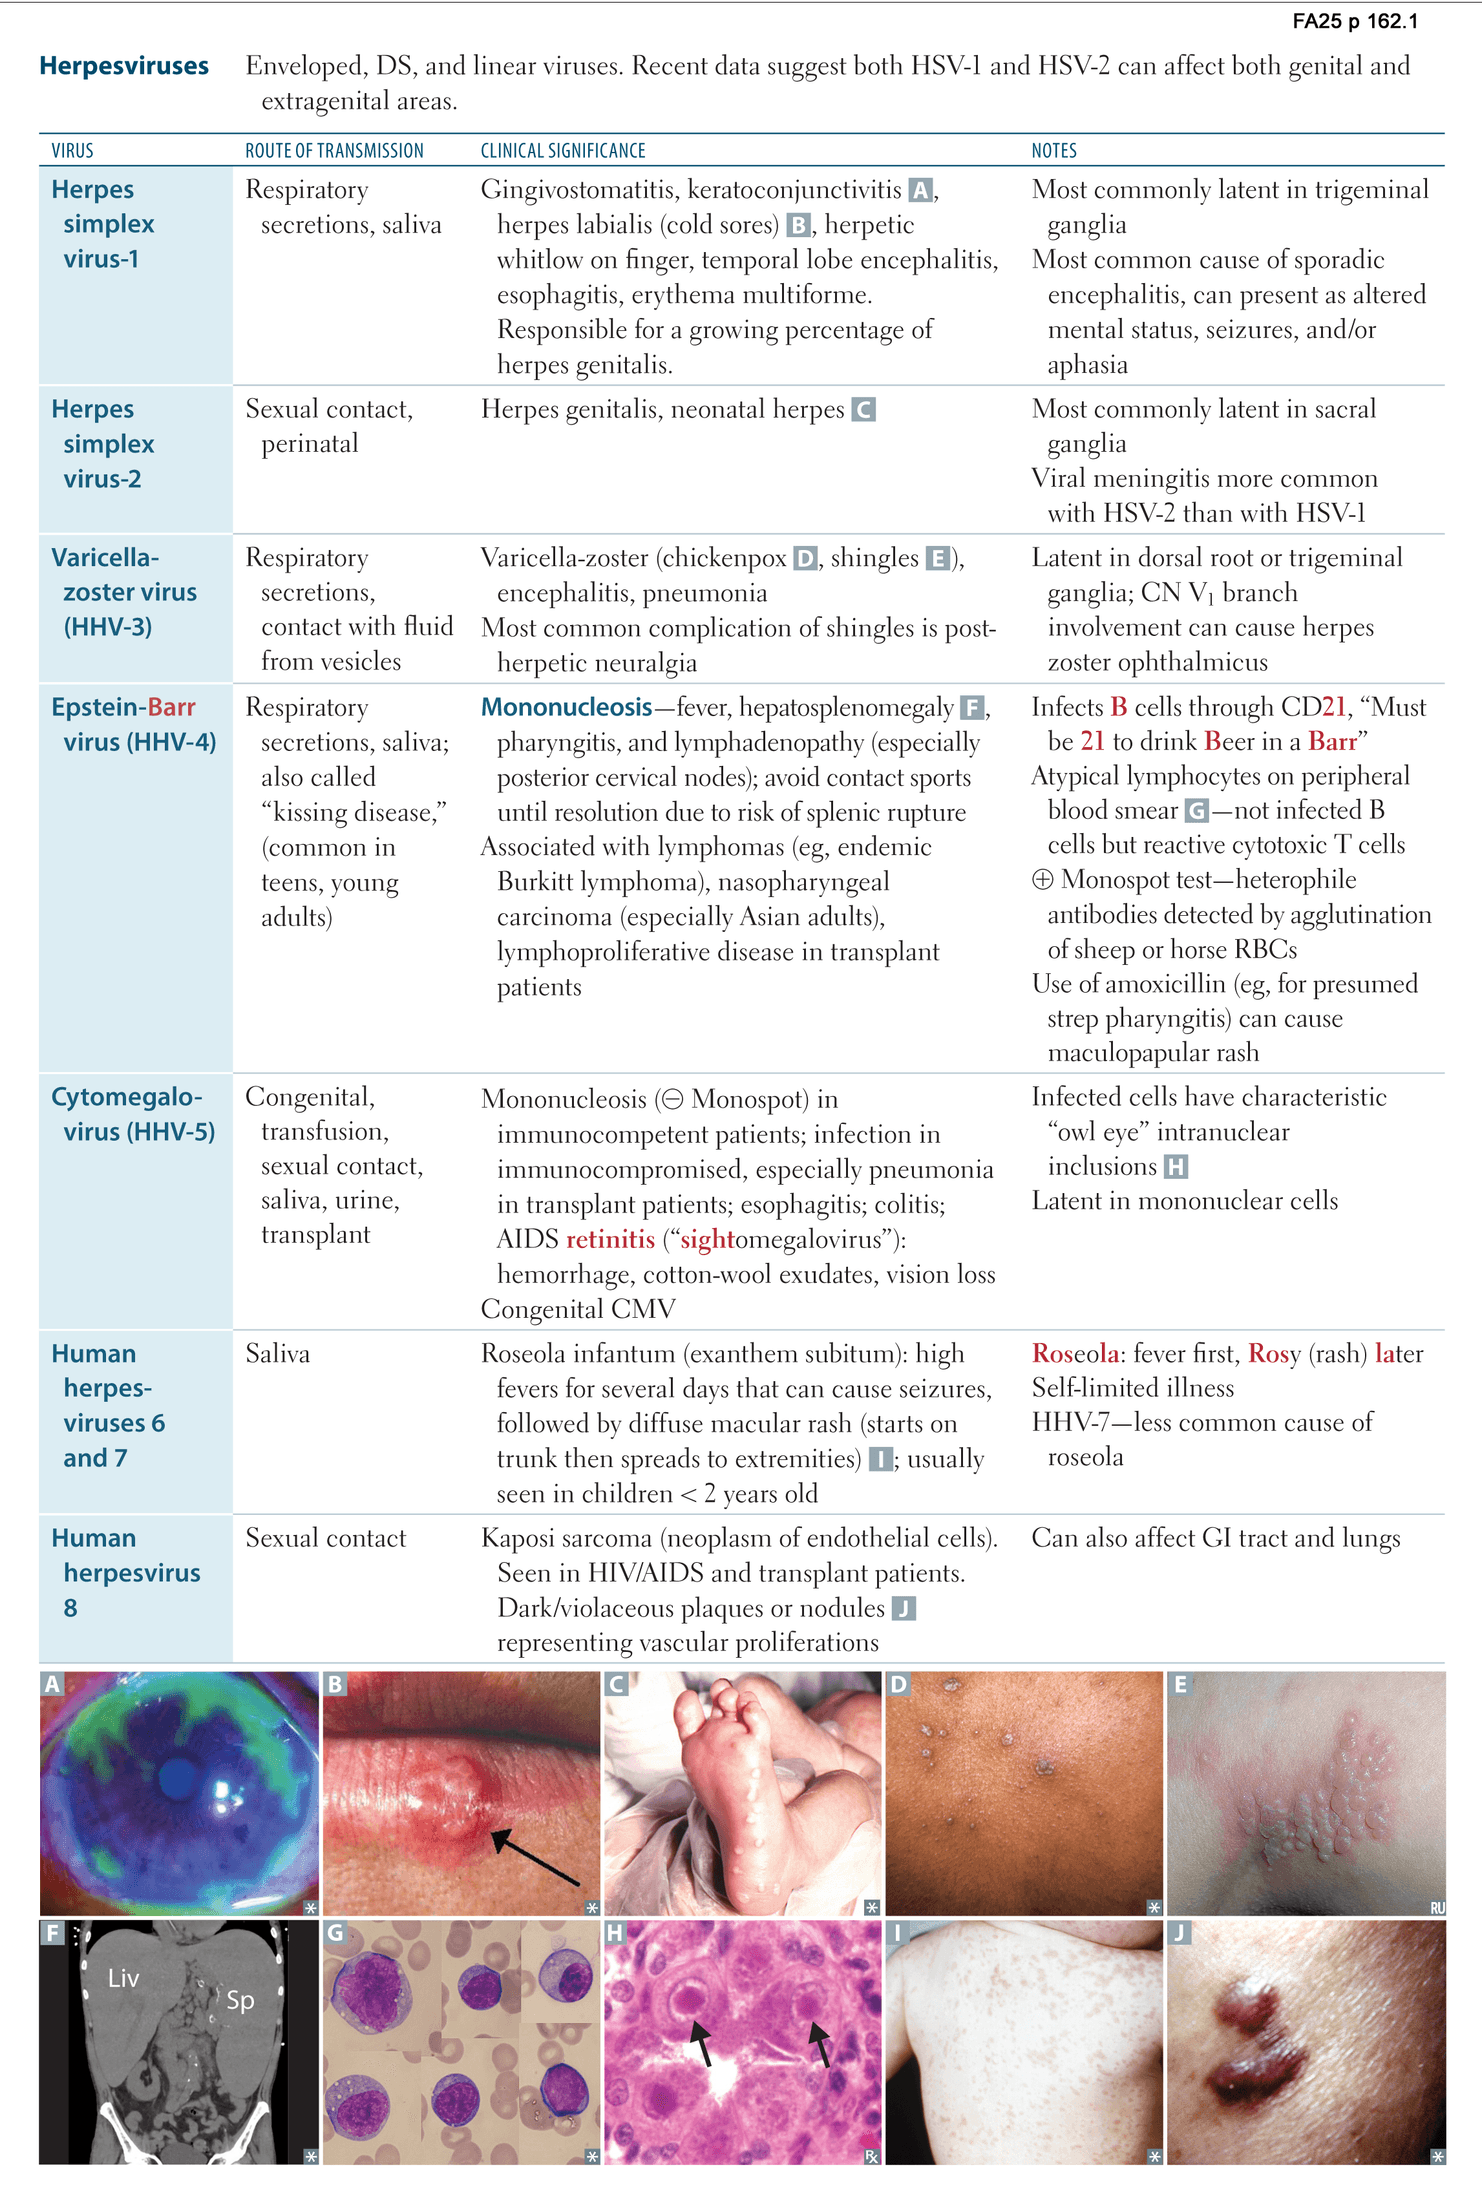 FA25 p 162.1
Herpesviruses
Enveloped, DS, and linear viruses. Recent data suggest both HSV-1 and HSV-2 can affect both genital and
extragenital areas.
VIRUS
ROUTE OF TRANSMISSION
CLINICAL SIGNIFICANCE
NOTES
Herpes
simplex
virus-1
Respiratory
secretions, saliva
Gingivostomatitis, keratoconjunctivitis A,
herpes labialis (cold sores) B, herpetic
whitlow on finger, temporal lobe encephalitis,
esophagitis, erythema multiforme.
Responsible for a growing percentage of
herpes genitalis.
Most commonly latent in trigeminal
ganglia
Most common cause of sporadic
encephalitis, can present as altered
mental status, seizures, and/or
aphasia
Herpes
simplex
virus-2
Sexual contact,
perinatal
Herpes genitalis, neonatal herpes C
Most commonly latent in sacral
ganglia
Viral meningitis more common
with HSV-2 than with HSV-1
Varicella-
zoster virus
(HHV-3)
Respiratory
secretions,
contact with fluid
from vesicles
Varicella-zoster (chickenpox D, shingles E),
encephalitis, pneumonia
Most common complication of shingles is post-
herpetic neuralgia
Latent in dorsal root or trigeminal
ganglia; CN V₁ branch
involvement can cause herpes
zoster ophthalmicus
Epstein-Barr
virus (HHV-4)
Respiratory
secretions, saliva;
also called
“kissing disease,”
(common in
teens, young
adults)
Mononucleosis—fever, hepatosplenomegaly F,
pharyngitis, and lymphadenopathy (especially
posterior cervical nodes); avoid contact sports
until resolution due to risk of splenic rupture
Associated with lymphomas (eg, endemic
Burkitt lymphoma), nasopharyngeal
carcinoma (especially Asian adults),
lymphoproliferative disease in transplant
patients
Infects B cells through CD21, “Must
be 21 to drink Beer in a Barr”
Atypical lymphocytes on peripheral
blood smear G—not infected B
cells but reactive cytotoxic T cells
⊕ Monospot test—heterophile
antibodies detected by agglutination
of sheep or horse RBCs
Use of amoxicillin (eg, for presumed
strep pharyngitis) can cause
maculopapular rash
Cytomegalo-
virus (HHV-5)
Congenital,
transfusion,
sexual contact,
saliva, urine,
transplant
Mononucleosis (⊖ Monospot) in
immunocompetent patients; infection in
immunocompromised, especially pneumonia
in transplant patients; esophagitis; colitis;
AIDS retinitis (“sightomegalovirus”):
hemorrhage, cotton-wool exudates, vision loss
Congenital CMV
Infected cells have characteristic
“owl eye” intranuclear
inclusions H
Latent in mononuclear cells
Human
herpes-
viruses 6
and 7
Saliva
Roseola infantum (exanthem subitum): high
fevers for several days that can cause seizures,
followed by diffuse macular rash (starts on
trunk then spreads to extremities) I; usually
seen in children < 2 years old
Roseola: fever first, Rosy (rash) later
Self-limited illness
HHV-7—less common cause of
roseola
Human
herpesvirus
8
Sexual contact
Kaposi sarcoma (neoplasm of endothelial cells).
Seen in HIV/AIDS and transplant patients.
Dark/violaceous plaques or nodules J
representing vascular proliferations
Can also affect GI tract and lungs
A
B
C
D
E
RU
F
Liv
Sp
G
H
Rx
I
J